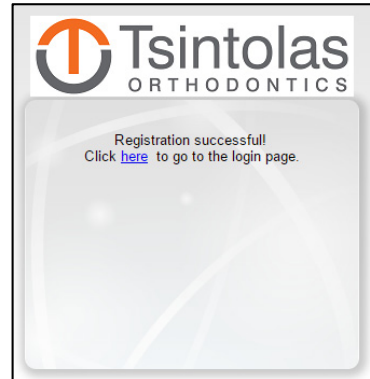 Tsintolas
ORTHODONTICS
Registration successful!
Click here to go to the login page.